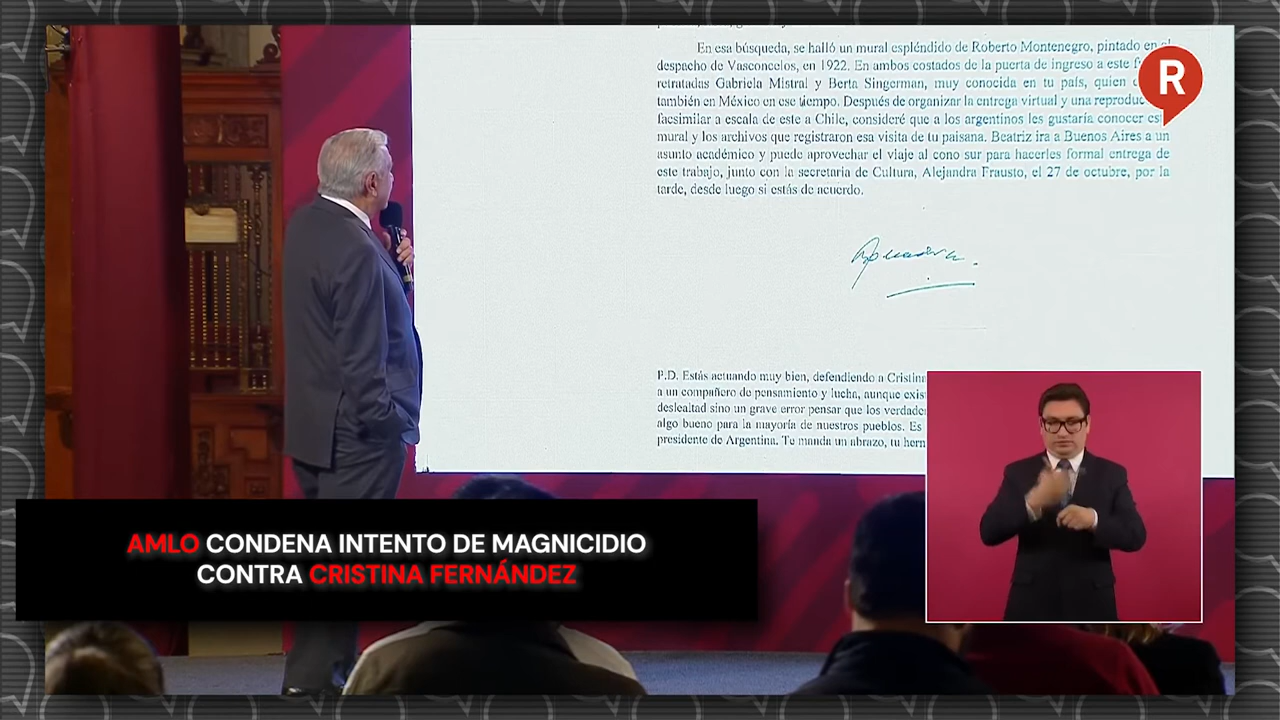 En esa búsqueda, se halló un mural espléndido de Roberto Montenegro, pintado en el
despacho de Vasconcelos, en 1922. En ambos costados de la puerta de ingreso a este
retratadas Gabriela Mistral y Berta Singerman, muy conocida en tu país, quien
también en México en ese tiempo. Después de organizar la entrega virtual y una
facsimilar a escala de este a Chile, consideré que a los argentinos les gustaría conocer
mural y los archivos que registraron esa visita de tu paisana. Beatriz ira a Buenos Aires a un
asunto académico y puede aprovechar el viaje al cono sur para hacerles formal entrega de
este trabajo, junto con la secretaria de Cultura, Alejandra Frausto, el 27 de octubre, por la
tarde, desde luego si estás de acuerdo.
R
P.D. Estás actuando muy bien, defendiendo a Cristina
a un compañero de pensamiento y lucha, aunque
deslealtad sino un grave error pensar que los
algo bueno para la mayoría de nuestros pueblos. Es
presidente de Argentina. Te manda un abrazo, tu
AMLO CONDENA INTENTO DE MAGNICIDIO
CONTRA CRISTINA FERNÁNDEZ